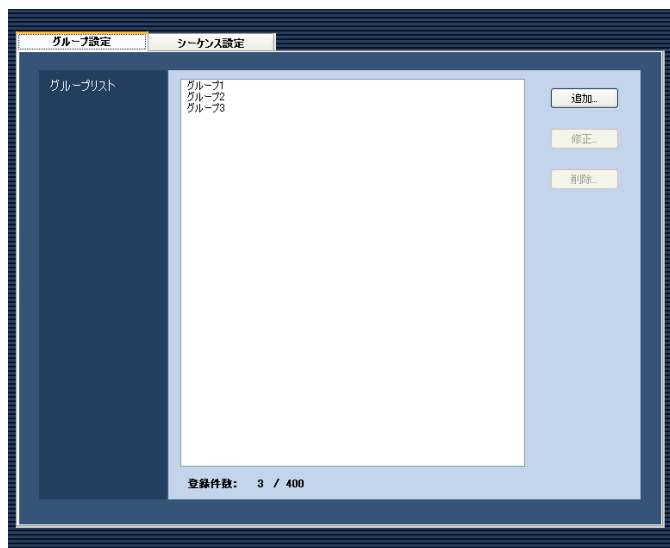 グループ設定
シーケンス設定
グループリスト
グループ1
グループ2
グループ3
追加...
修正...
削除...
登録件数: 3 / 400